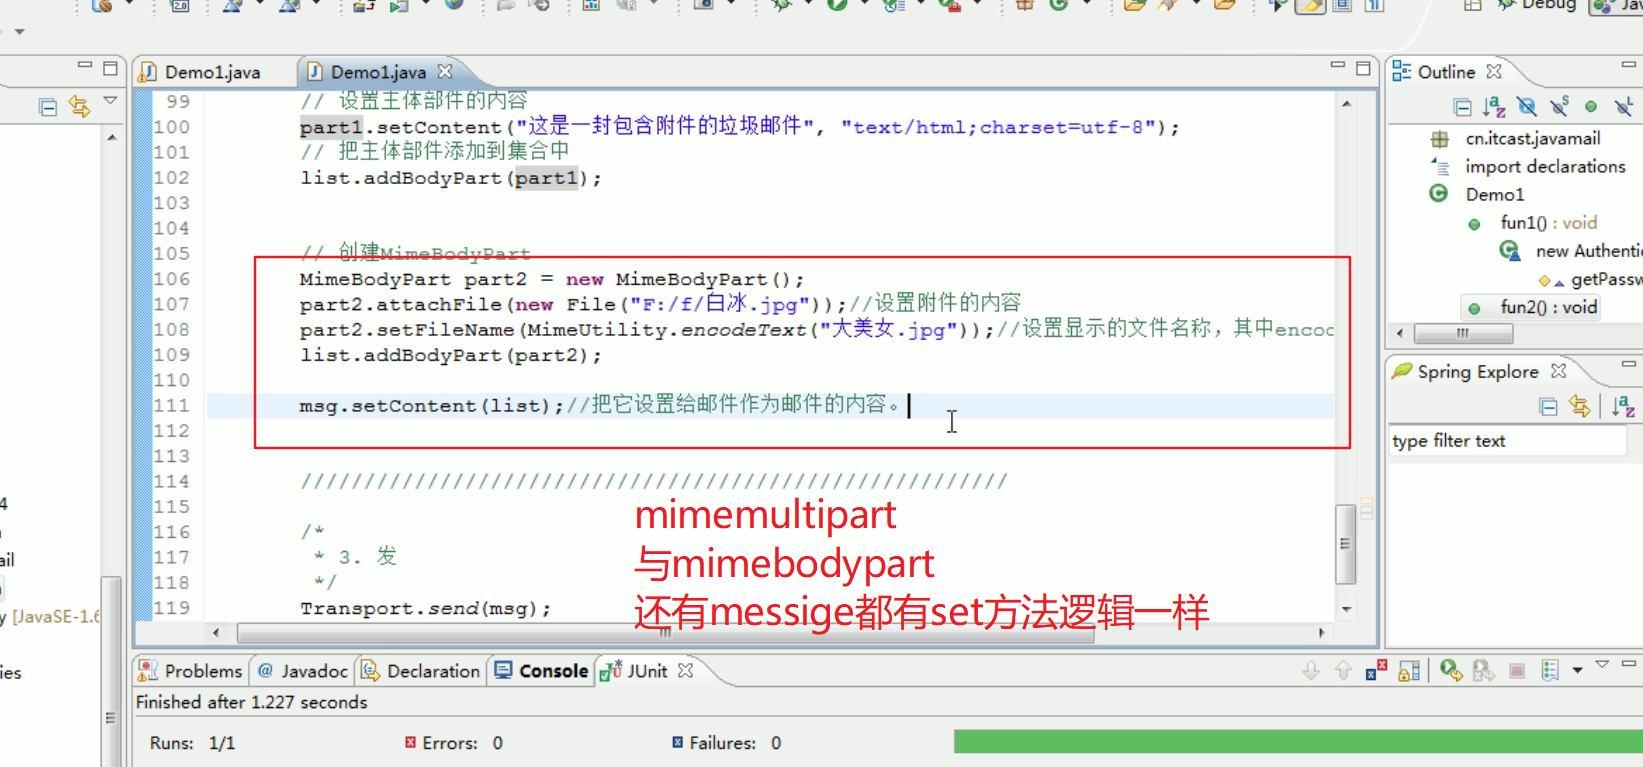 Debug
Demo1.java
Demo1.java
Outline
99 // 设置主体部件的内容
100 part1.setContent("这是一封包含附件的垃圾邮件", "text/html;charset=utf-8");
101 // 把主体部件添加到集合中
102 list.addBodyPart(part1);
103
104
105 // 创建MimeBodyPart
106 MimeBodyPart part2 = new MimeBodyPart();
107 part2.attachFile(new File("F:/f/白冰.jpg"));//设置附件的内容
108 part2.setFileName(MimeUtility.encodeText("大美女.jpg"));//设置显示的文件名称，其中enco
109 list.addBodyPart(part2);
110
111 msg.setContent(list);//把它设置给邮件作为邮件的内容。
112
113
114 ////////////////////////////////////////////////////////
115
116 /*
117 * 3. 发
118 */
119 Transport.send(msg);
mimemultipart
与mimebodypart
还有messige都有set方法逻辑一样
cn.itcast.javamail
import declarations
Demo1
fun1() : void
new Authenti
getPassw
fun2() : void
Spring Explore
type filter text
4
ail
y [JavaSE-1.6
ies
Problems
@ Javadoc
Declaration
Console
JUnit
Finished after 1.227 seconds
Runs: 1/1
Errors: 0
Failures: 0